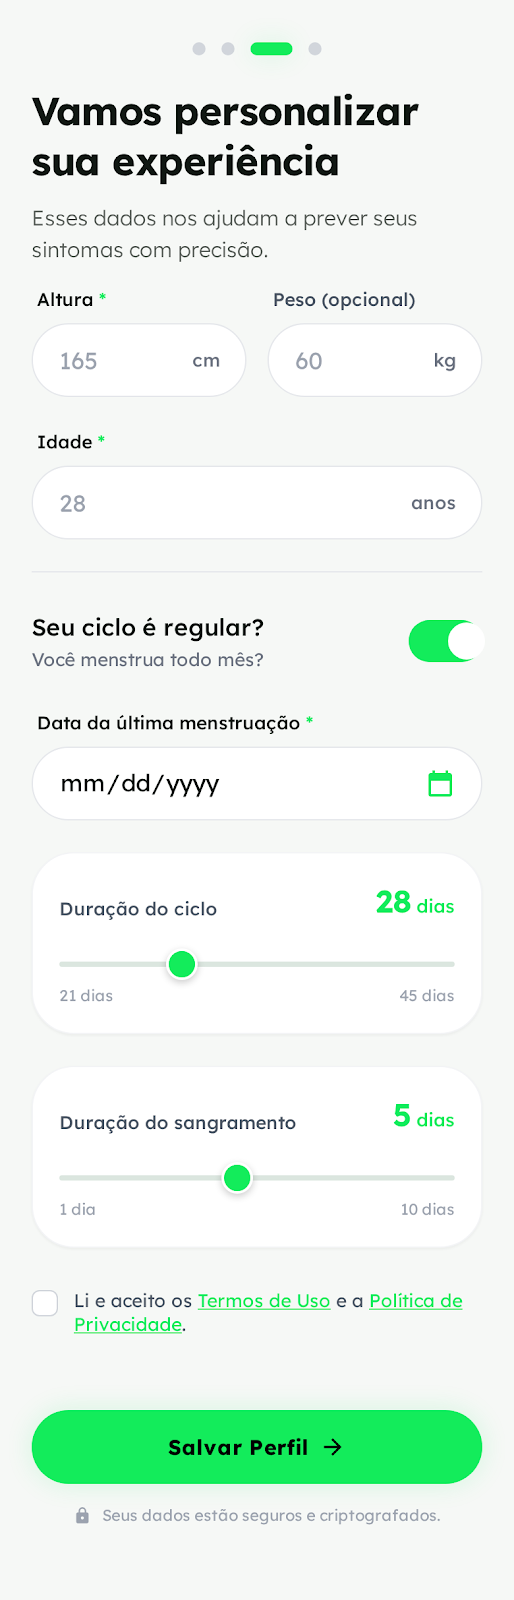 Vamos personalizar
sua experiência
Esses dados nos ajudam a prever seus
sintomas com precisão.
Altura *
Peso (opcional)
165 cm
60 kg
Idade *
28 anos
Seu ciclo é regular?
Você menstrua todo mês?
Data da última menstruação *
mm/dd/yyyy
Duração do ciclo
28 dias
21 dias
45 dias
Duração do sangramento
5 dias
1 dia
10 dias
Li e aceito os Termos de Uso e a Política de
Privacidade.
Salvar Perfil →
Seus dados estão seguros e criptografados.